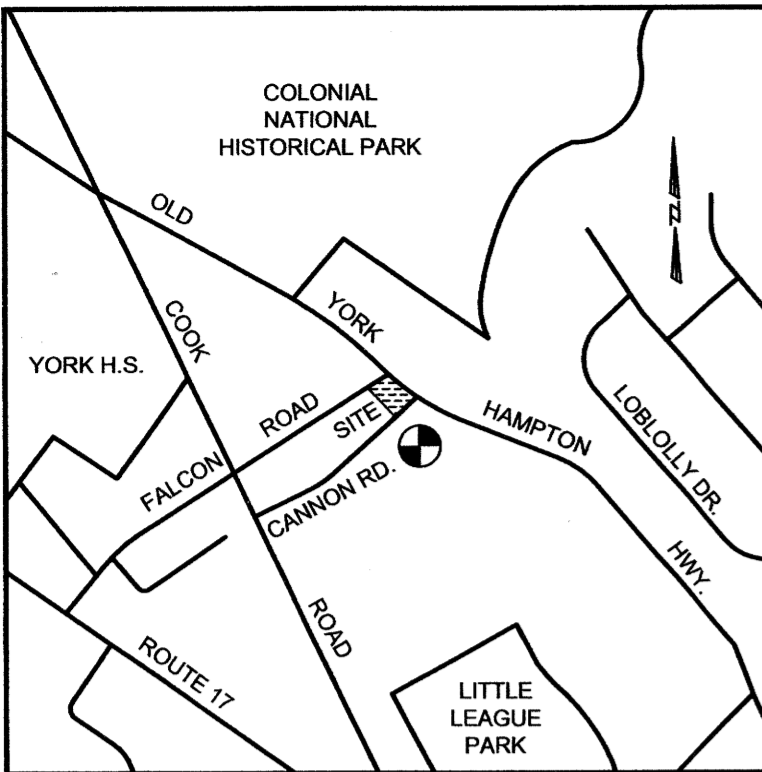 COLONIAL
NATIONAL
HISTORICAL PARK
OLD
YORK
HAMPTON
HWY.
N
COOK
ROAD
YORK H.S.
FALCON
ROAD
SITE
CANNON RD.
LOBLOLLY DR.
ROUTE 17
LITTLE
LEAGUE
PARK